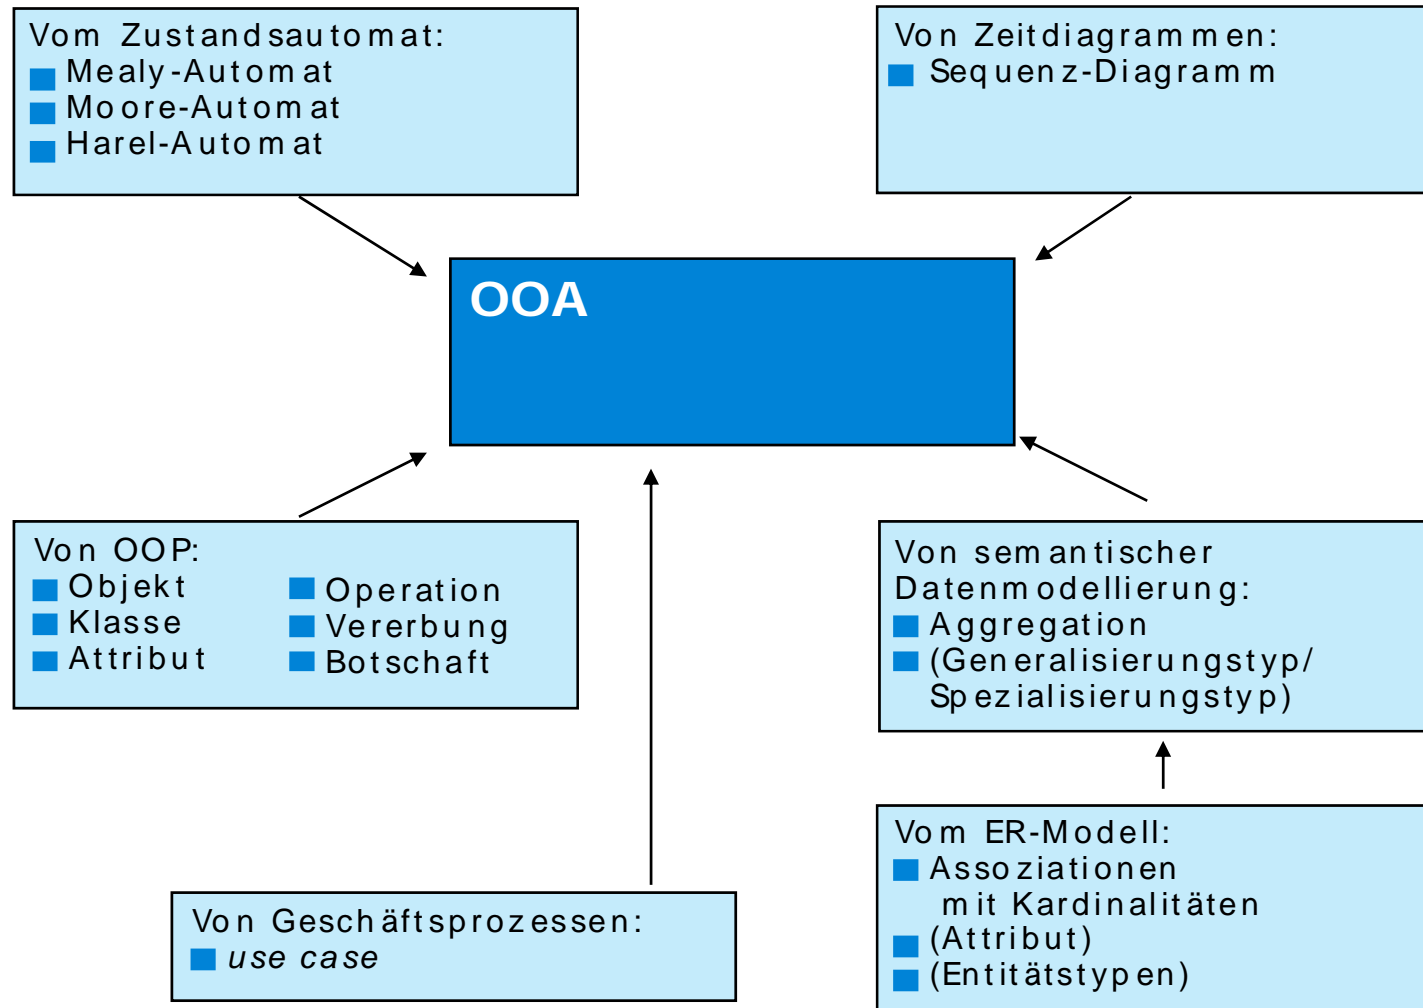 Vom Zustandsautomat:
Mealy-Automat
Moore-Automat
Harel-Automat
Von Zeitdiagrammen:
Sequenz-Diagramm
OOA
Von OOP:
Objekt
Klasse
Attribut
Operation
Vererbung
Botschaft
Von semantischer
Datenmodellierung:
Aggregation
(Generalisierungstyp/
Spezialisierungstyp)
Von Geschäftsprozessen:
use case
Vom ER-Modell:
Assoziationen
mit Kardinalitäten
(Attribut)
(Entitätstypen)